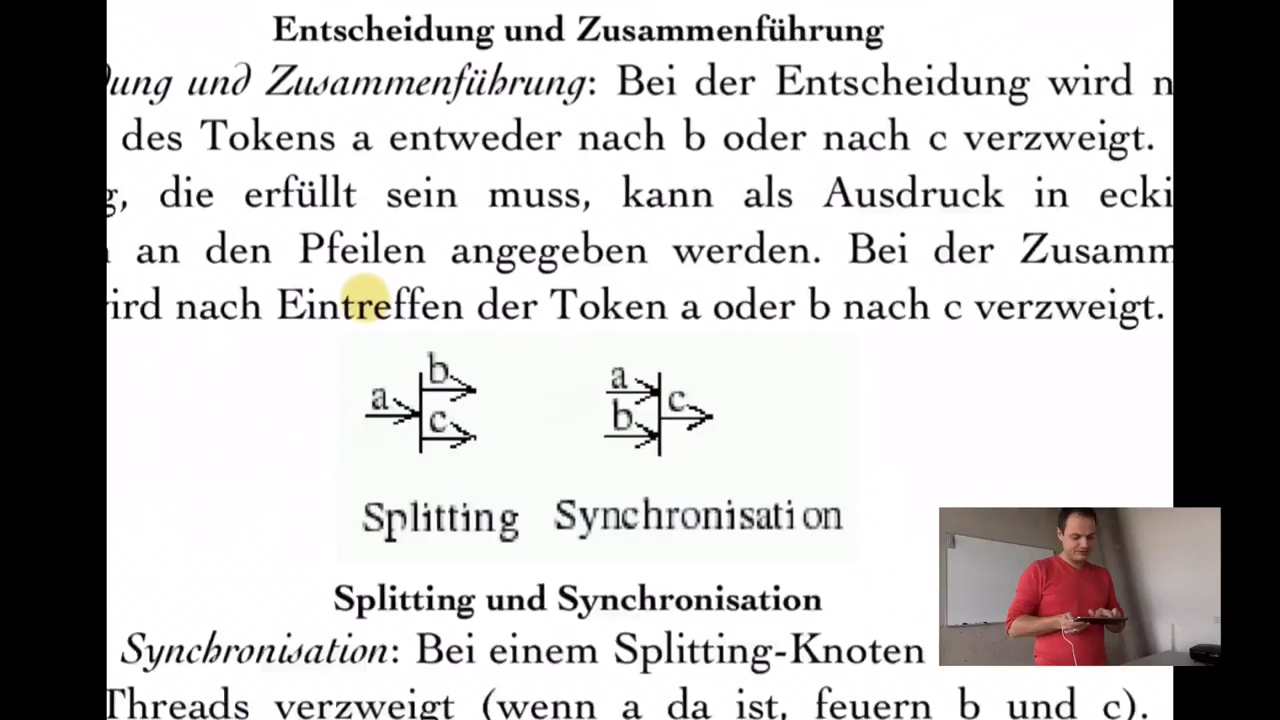 Entscheidung und Zusammenführung
dung und Zusammenführung: Bei der Entscheidung wird n
des Tokens a entweder nach b oder nach c verzweigt.
g, die erfüllt sein muss, kann als Ausdruck in ecki
an den Pfeilen angegeben werden. Bei der Zusamm
ird nach Eintreffen der Token a oder b nach c verzweigt.
a b c
a b c
Splitting Synchronisation
Splitting und Synchronisation
Synchronisation: Bei einem Splitting-Knoten
Threads verzweigt (wenn a da ist, feuern b und c).